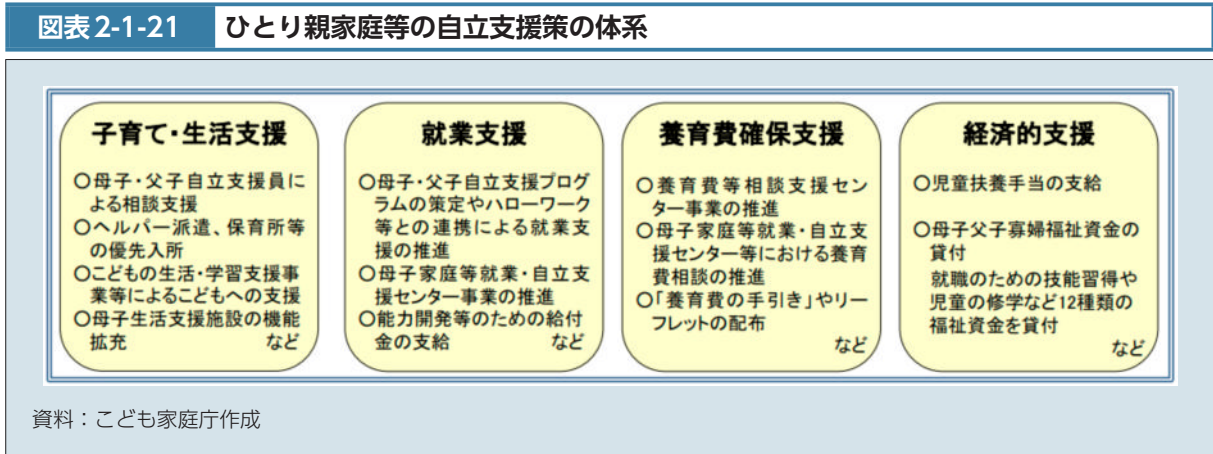 図表2-1-21 ひとり親家庭等の自立支援策の体系
子育て・生活支援
○母子・父子自立支援員に
よる相談支援
○ヘルパー派遣、保育所等
の優先入所
○こどもの生活・学習支援事
業等によるこどもへの支援
○母子生活支援施設の機能
拡充 など
就業支援
○母子・父子自立支援プログ
ラムの策定やハローワーク
等との連携による就業支
援の推進
○母子家庭等就業・自立支
援センター事業の推進
○能力開発等のための給付
金の支給 など
養育費確保支援
○養育費等相談支援セン
ター事業の推進
○母子家庭等就業・自立支
援センター等における養育
費相談の推進
○「養育費の手引き」やリー
フレットの配布
など
経済的支援
○児童扶養手当の支給
○母子父子寡婦福祉資金の
貸付
就職のための技能習得や
児童の修学など12種類の
福祉資金を貸付
など
資料：こども家庭庁作成